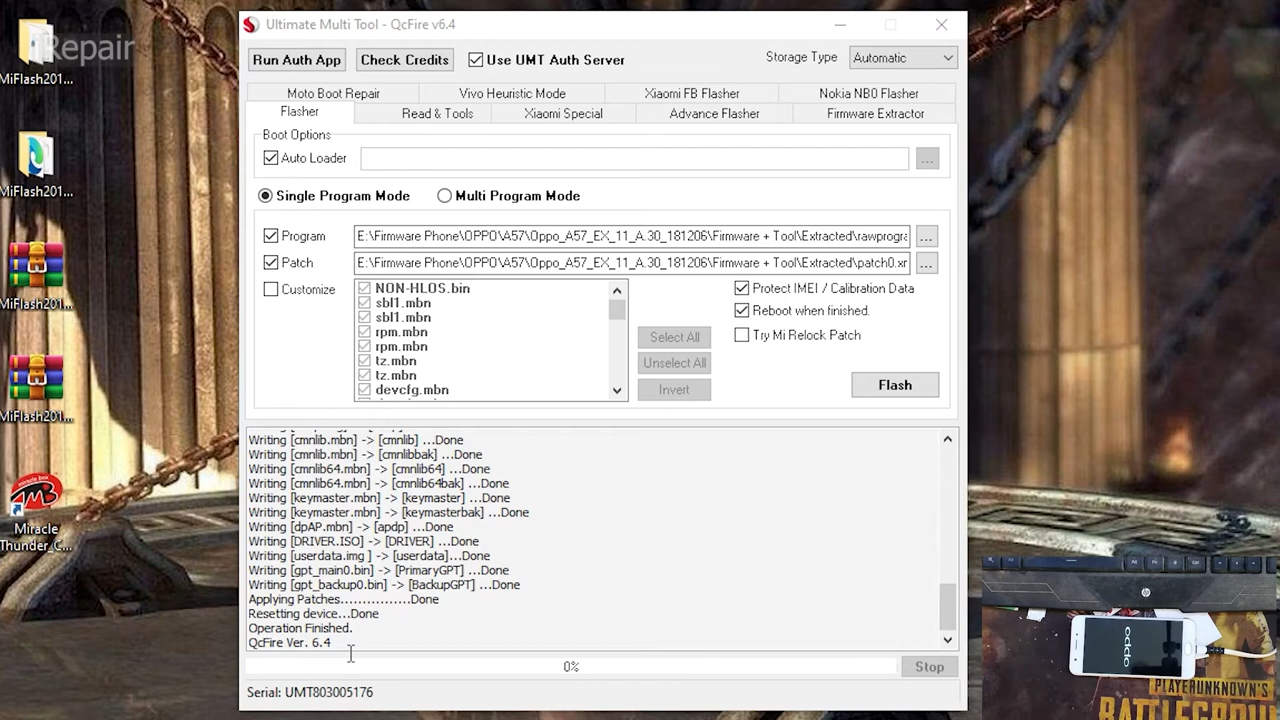 iRepair
MiFlash201...
MiFlash201...
MiFlash201...
MiFlash201...
Miracle
Thunder_C...
Ultimate Multi Tool - QcFire v6.4
Run Auth App
Check Credits
Use UMT Auth Server
Storage Type
Automatic
Moto Boot Repair
Vivo Heuristic Mode
Xiaomi FB Flasher
Nokia NB0 Flasher
Flasher
Read & Tools
Xiaomi Special
Advance Flasher
Firmware Extractor
Boot Options
Auto Loader
...
Single Program Mode
Multi Program Mode
Program
E:\Firmware Phone\OPPO\A57\Oppo_A57_EX_11_A.30_181206\Firmware + Tool\Extracted\rawprogra
...
Patch
E:\Firmware Phone\OPPO\A57\Oppo_A57_EX_11_A.30_181206\Firmware + Tool\Extracted\patch0.xm
...
Customize
NON-HLOS.bin
sbl1.mbn
sbl1.mbn
rpm.mbn
rpm.mbn
tz.mbn
tz.mbn
devcfg.mbn
Select All
Unselect All
Invert
Protect IMEI / Calibration Data
Reboot when finished.
Try Mi Relock Patch
Flash
Writing [cmnlib.mbn] -> [cmnlib] ...Done
Writing [cmnlib.mbn] -> [cmnlibbak] ...Done
Writing [cmnlib64.mbn] -> [cmnlib64] ...Done
Writing [cmnlib64.mbn] -> [cmnlib64bak] ...Done
Writing [keymaster.mbn] -> [keymaster] ...Done
Writing [keymaster.mbn] -> [keymasterbak] ...Done
Writing [dpAP.mbn] -> [apdp] ...Done
Writing [DRIVER.ISO] -> [DRIVER] ...Done
Writing [userdata.img ] -> [userdata]...Done
Writing [gpt_main0.bin] -> [PrimaryGPT] ...Done
Writing [gpt_backup0.bin] -> [BackupGPT] ...Done
Applying Patches................Done
Resetting device...Done
Operation Finished.
QcFire Ver. 6.4
0%
Stop
Serial: UMT803005176
hp
oppo
PLAYERUNKNOWN'S
BATTLEGROU